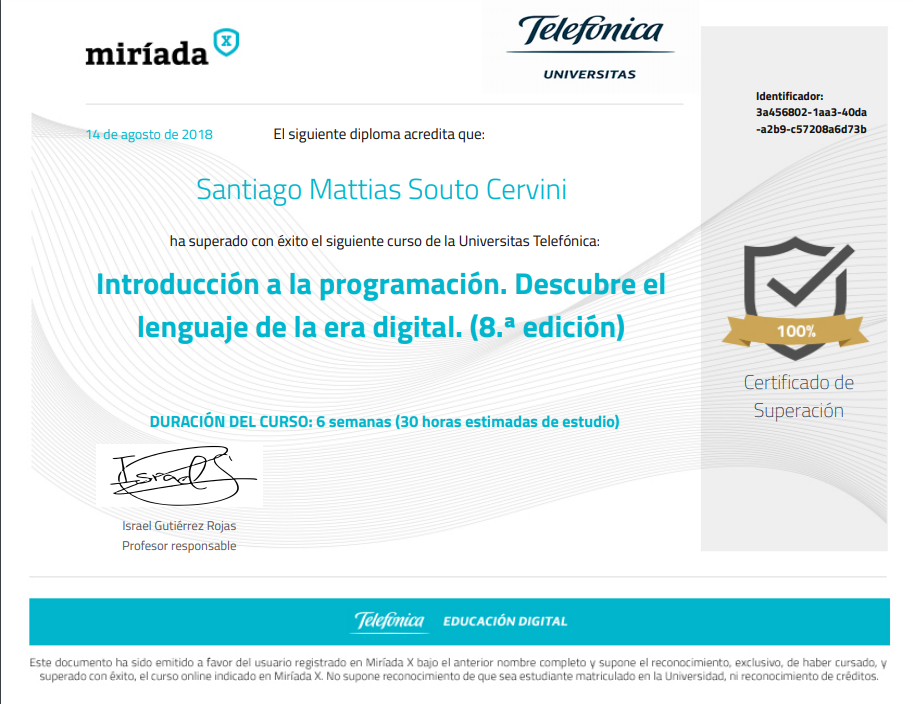 miríada X
Telefónica
UNIVERSITAS
Identificador:
3a456802-1aa3-40da
-a2b9-c57208a6d73b
14 de agosto de 2018
El siguiente diploma acredita que:
Santiago Mattias Souto Cervini
ha superado con éxito el siguiente curso de la Universitas Telefónica:
Introducción a la programación. Descubre el
lenguaje de la era digital. (8.ª edición)
100%
Certificado de
Superación
DURACIÓN DEL CURSO: 6 semanas (30 horas estimadas de estudio)
Israel G
Israel Gutiérrez Rojas
Profesor responsable
Telefónica EDUCACIÓN DIGITAL
Este documento ha sido emitido a favor del usuario registrado en Miríada X bajo el anterior nombre completo y supone el reconocimiento, exclusivo, de haber cursado, y
superado con éxito, el curso online indicado en Miríada X. No supone reconocimiento de que sea estudiante matriculado en la Universidad, ni reconocimiento de créditos.